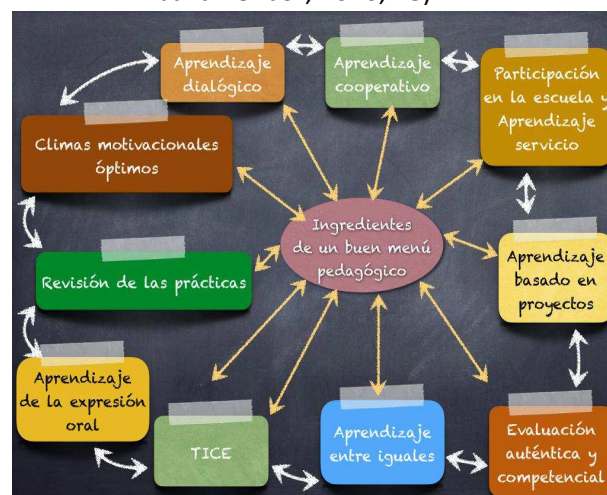 Aprendizaje
dialógico
Aprendizaje
cooperativo
Participación
en la escuela y
Aprendizaje
servicio
Climas motivacionales
óptimos
Ingredientes
de un buen menú
pedagógico
Aprendizaje
basado en
proyectos
Revisión de las prácticas
Aprendizaje
de la expresión
oral
TICE
Aprendizaje
entre iguales
Evaluación
auténtica y
competencial